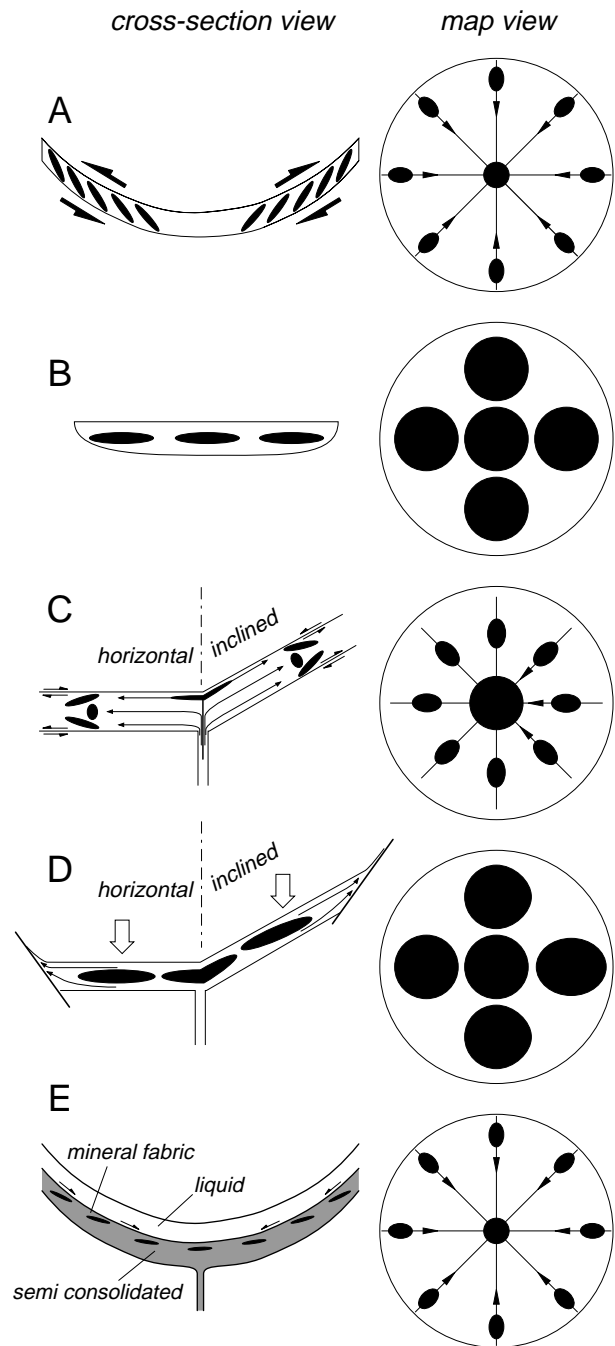 cross-section view
map view
A
B
C
horizontal
inclined
D
horizontal
inclined
E
mineral fabric
liquid
semi consolidated